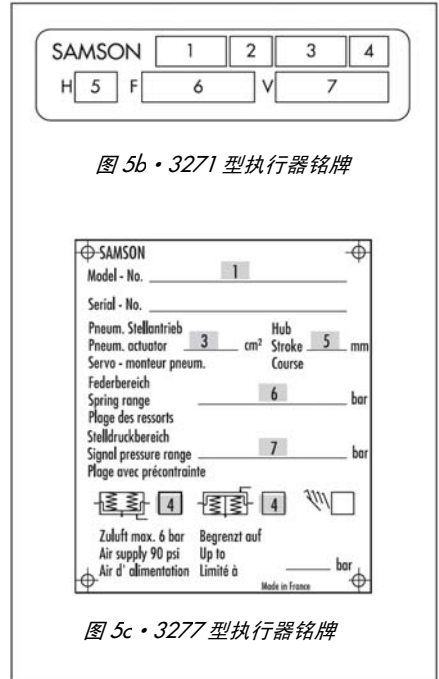 SAMSON 1 2 3 4
H 5 F 6 V 7
图 5b • 3271 型执行器铭牌
SAMSON
Model - No. 1
Serial - No.
Pneum. Stellantrieb Hub
Pneum. actuator 3 cm² Stroke 5 mm
Servo - monteur pneum. Course
Federbereich
Spring range 6 bar
Plage des ressorts
Stelldruckbereich
Signal pressure range 7 bar
Plage avec précontrainte
4 4
Zuluft max. 6 bar Begrenzt auf
Air supply 90 psi Up to
Air d' alimentation Limité à bar
Made in France
图 5c • 3277 型执行器铭牌